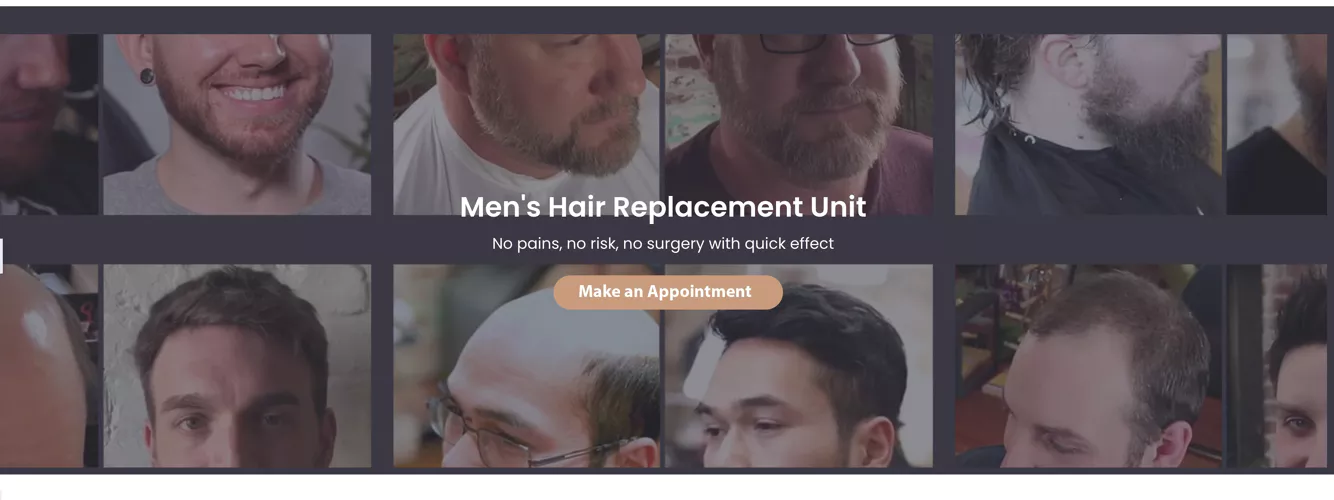 Men's Hair Replacement Unit
No pains, no risk, no surgery with quick effect
Make an Appointment